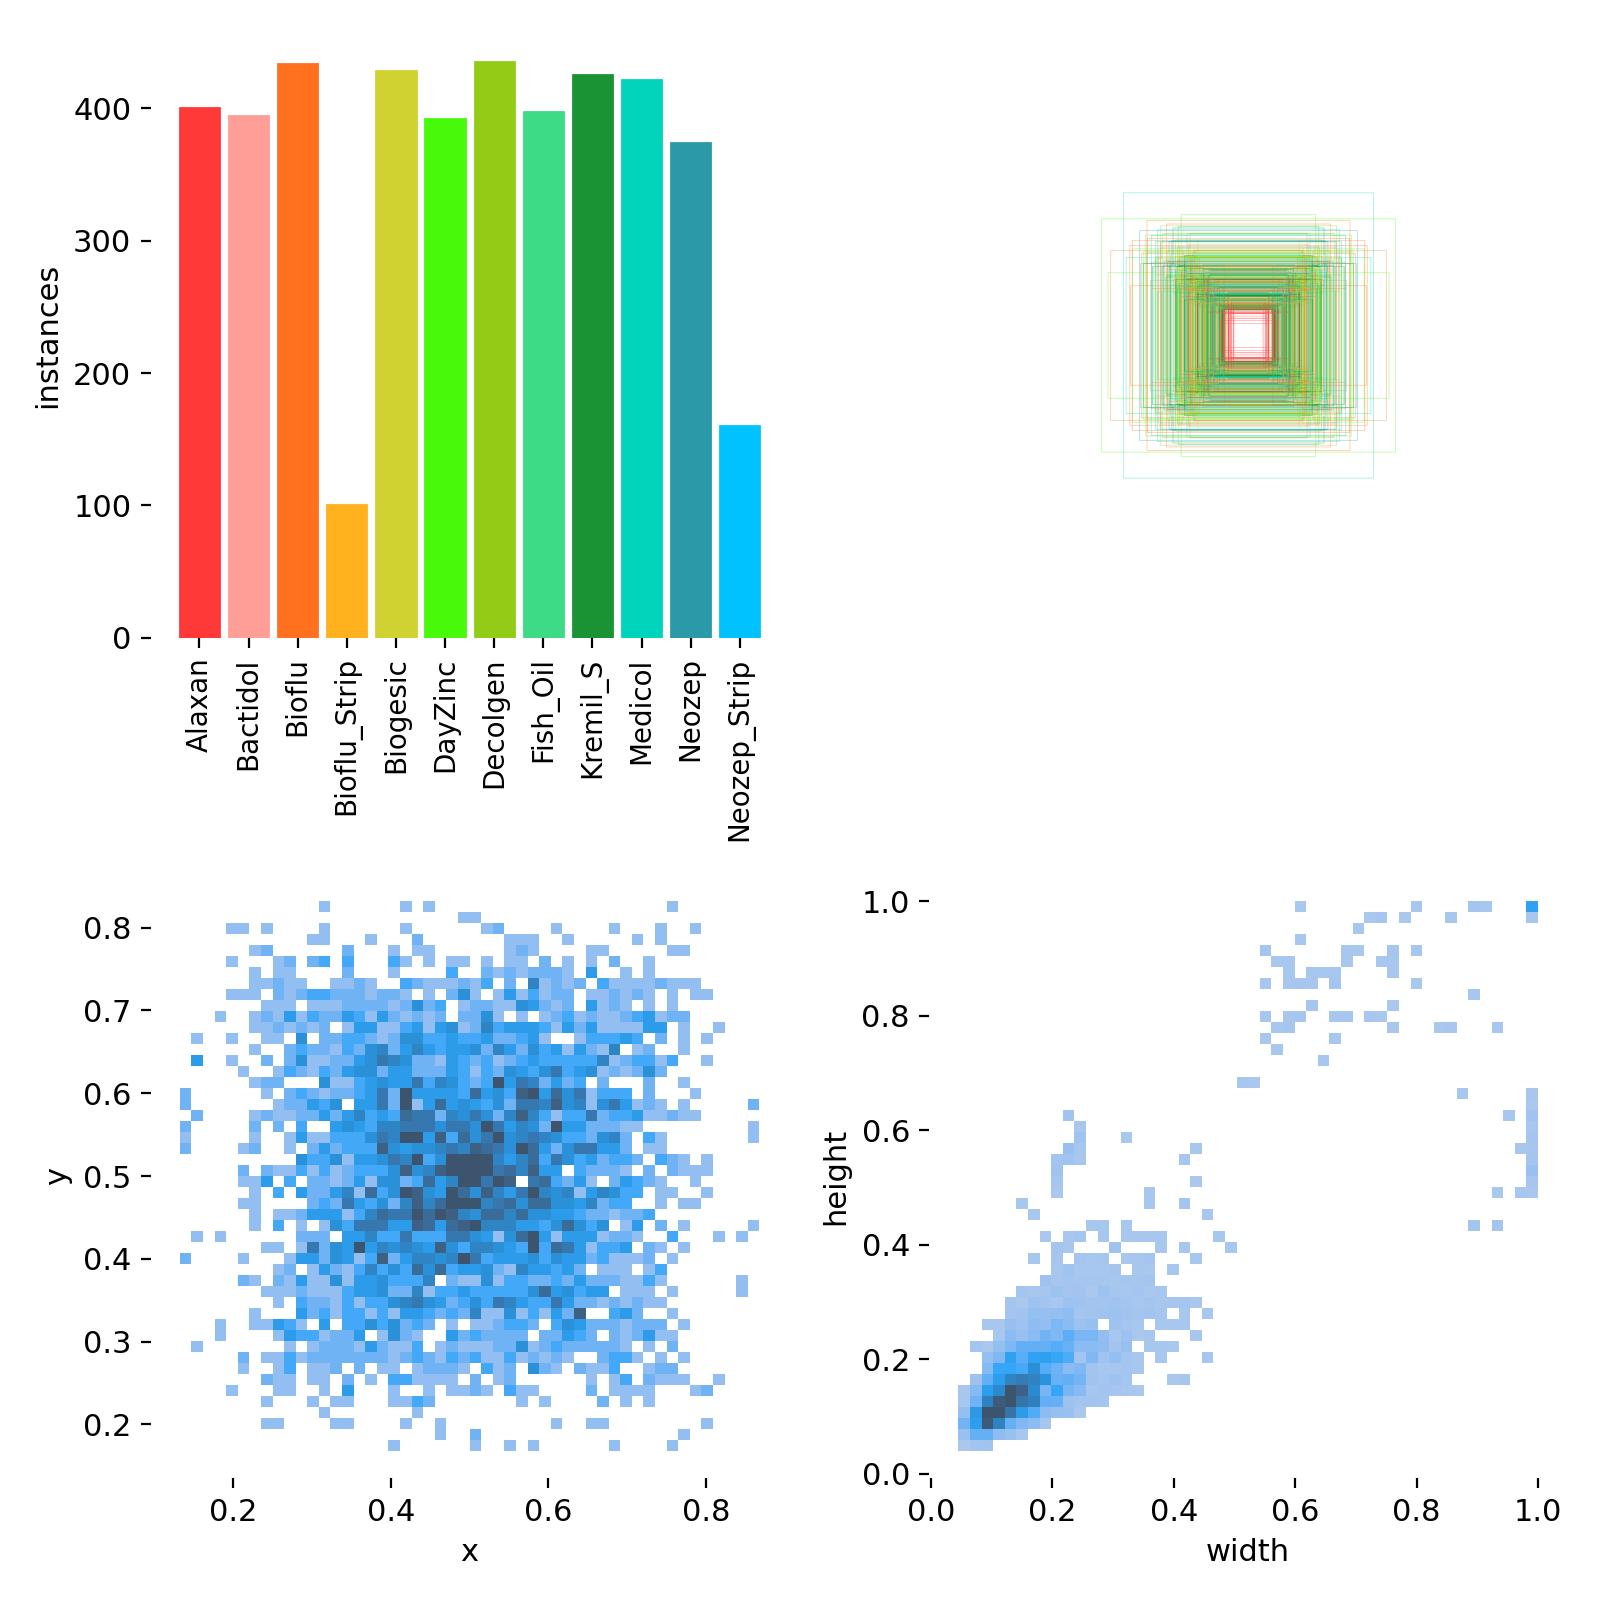 instances
400
300
200
100
0
Alaxan
Bactidol
Bioflu
Bioflu_Strip
Biogesic
DayZinc
Decolgen
Fish_Oil
Kremil_S
Medicol
Neozep
Neozep_Strip
y
0.8
0.7
0.6
0.5
0.4
0.3
0.2
0.2 0.4 0.6 0.8
x
height
1.0
0.8
0.6
0.4
0.2
0.0
0.0 0.2 0.4 0.6 0.8 1.0
width